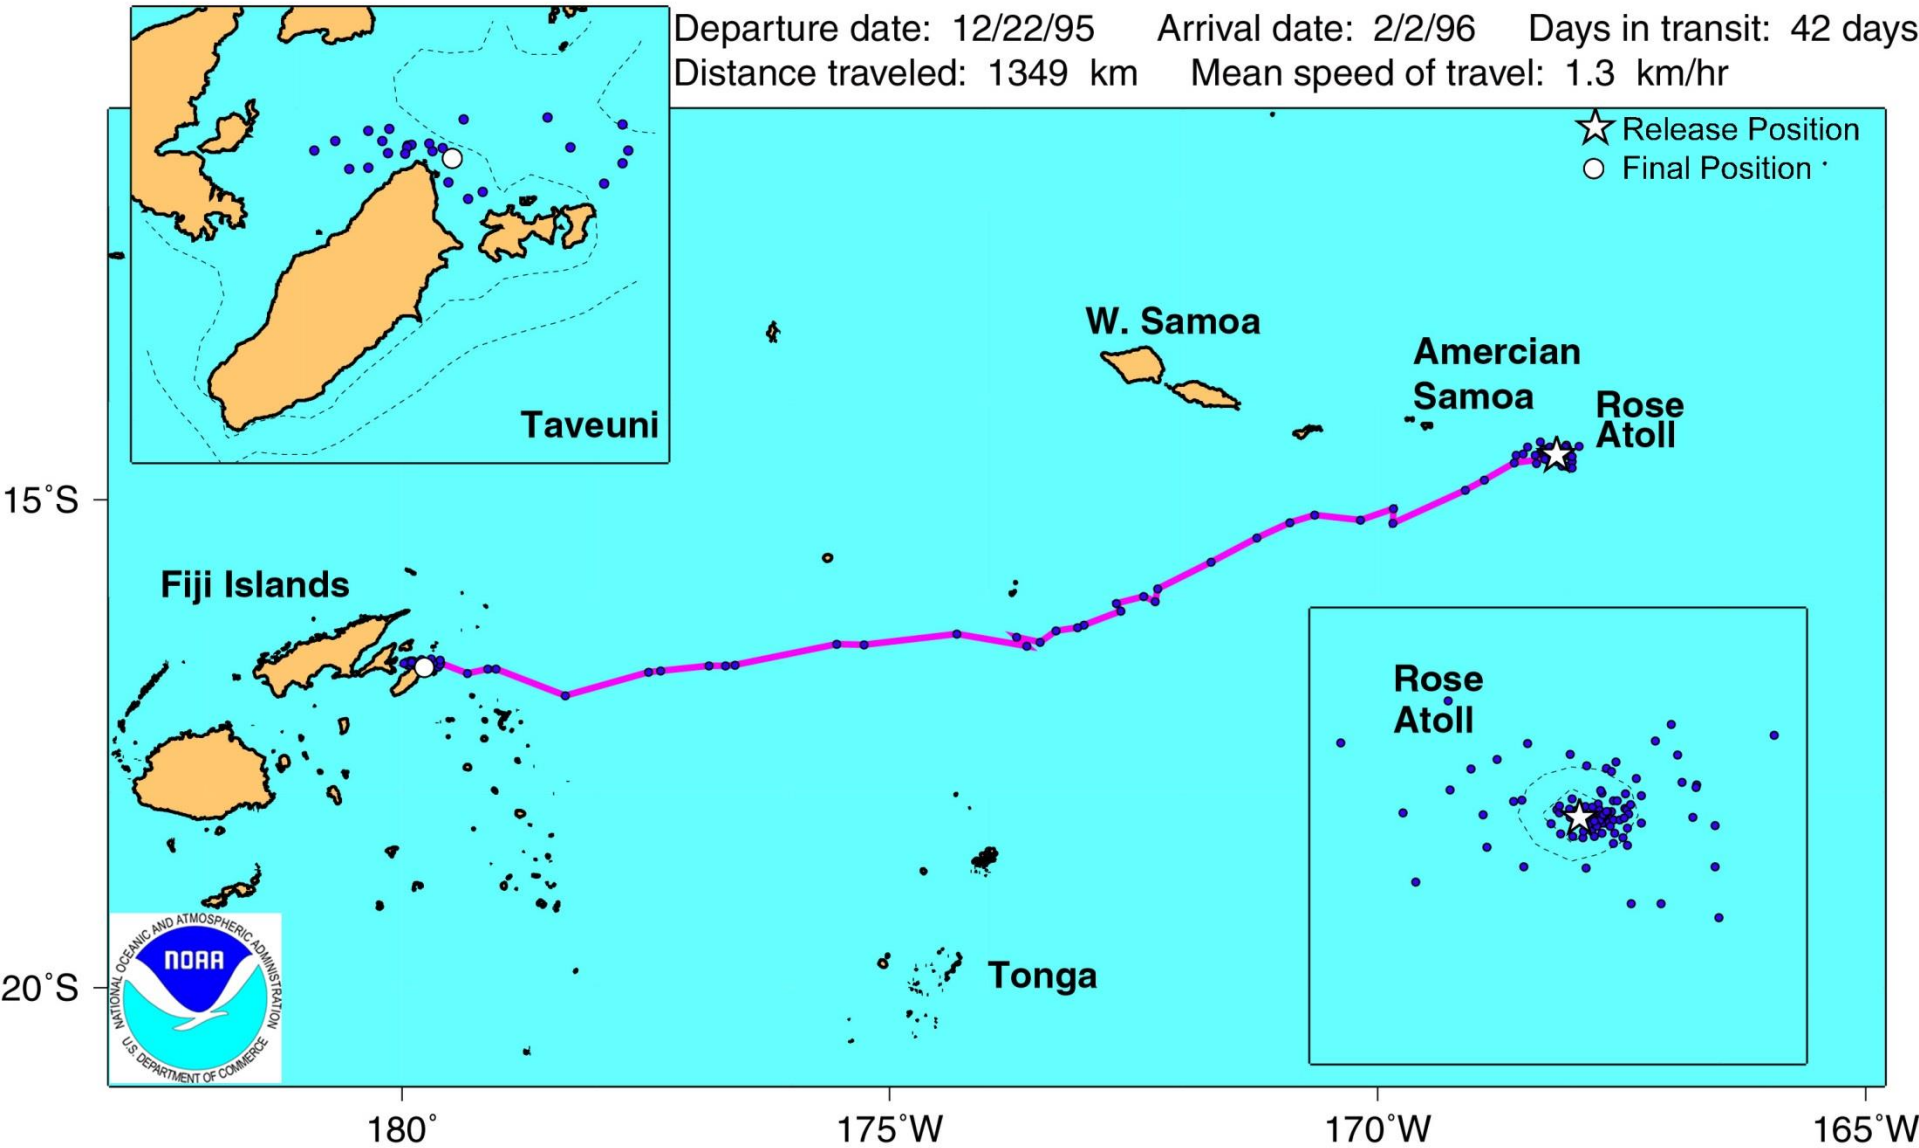 Departure date: 12/22/95 Arrival date: 2/2/96 Days in transit: 42 days
Distance traveled: 1349 km Mean speed of travel: 1.3 km/hr
Release Position
Final Position
Taveuni
W. Samoa
Amercian
Samoa
Rose
Atoll
15°S
Fiji Islands
Rose
Atoll
Tonga
20°S
NATIONAL OCEANIC AND ATMOSPHERIC ADMINISTRATION
NOAA
U.S. DEPARTMENT OF COMMERCE
180°
175°W
170°W
165°W